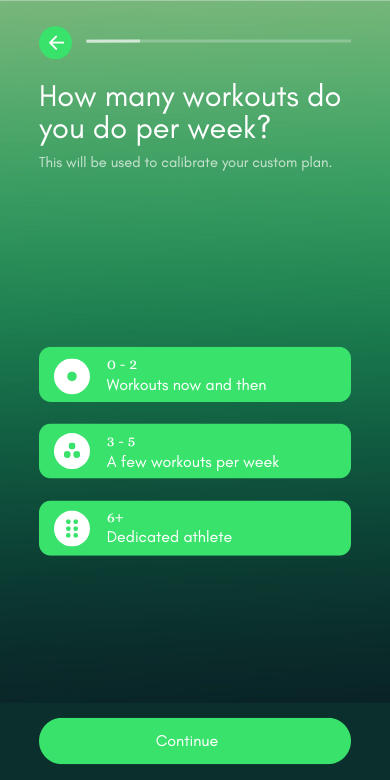 How many workouts do
you do per week?
This will be used to calibrate your custom plan.
0 - 2
Workouts now and then
3 - 5
A few workouts per week
6+
Dedicated athlete
Continue